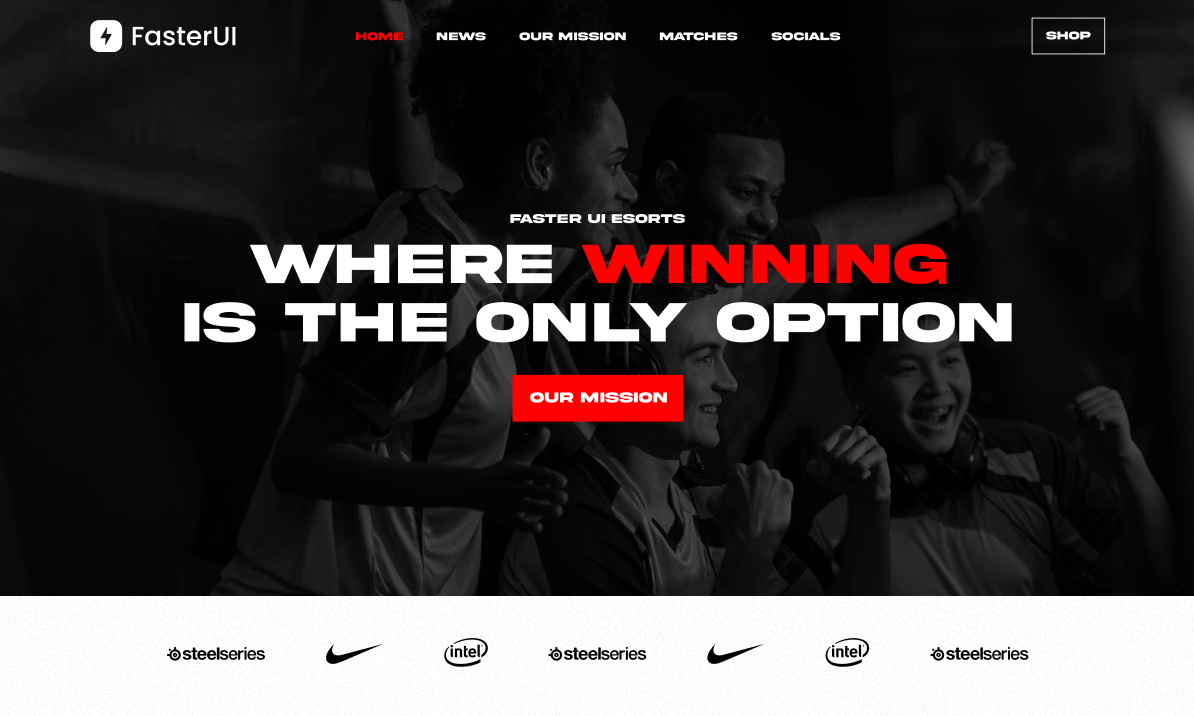 FasterUI
HOME NEWS OUR MISSION MATCHES SOCIALS
SHOP
FASTER UI ESORTS
WHERE WINNING
IS THE ONLY OPTION
OUR MISSION
steelseries intel steelseries intel steelseries